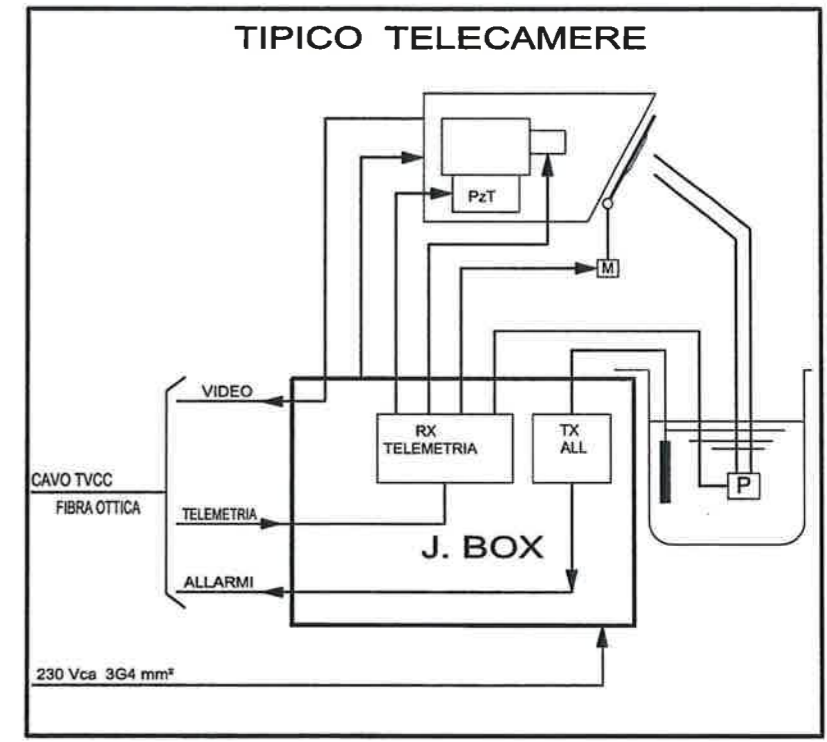 TIPICO TELECAMERE
PzT
M
VIDEO
RX
TELEMETRIA
TX
ALL
P
CAVO TVCC
FIBRA OTTICA
TELEMETRIA
J. BOX
ALLARMI
230 Vca 3G4 mm²